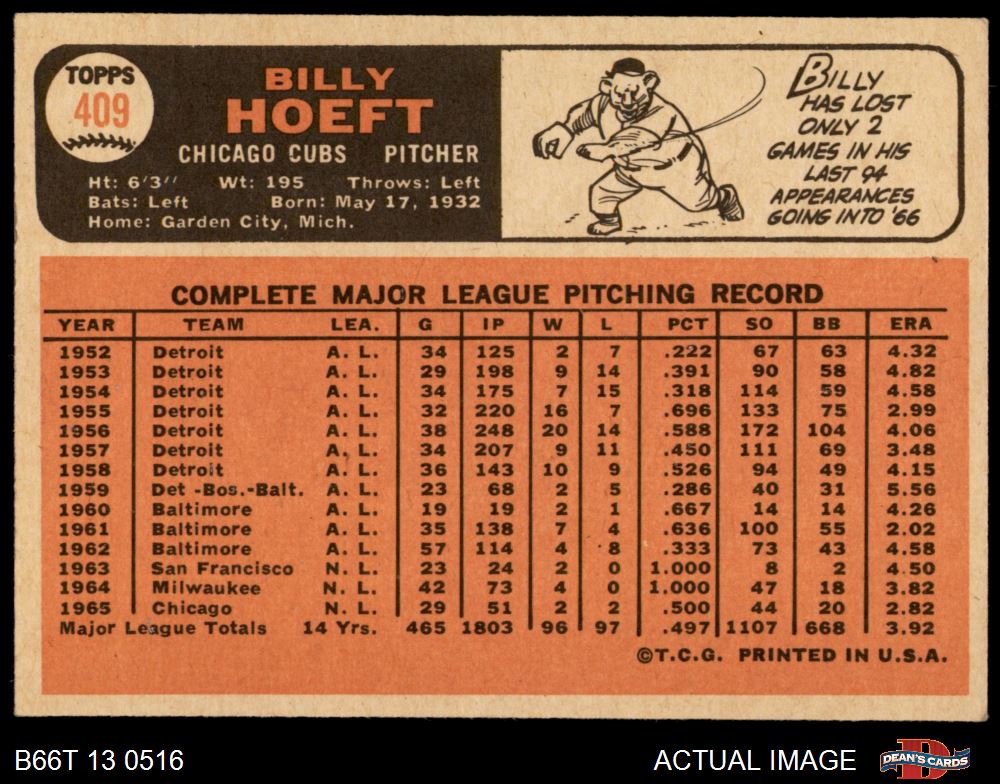 TOPPS
409
BILLY
HOEFT
CHICAGO CUBS PITCHER
Ht: 6'3" Wt: 195 Throws: Left
Bats: Left Born: May 17, 1932
Home: Garden City, Mich.
BILLY
HAS LOST
ONLY 2
GAMES IN HIS
LAST 94
APPEARANCES
GOING INTO '66
COMPLETE MAJOR LEAGUE PITCHING RECORD
YEAR TEAM LEA. G IP W L PCT SO BB ERA
1952 Detroit A. L. 34 125 2 7 .222 67 63 4.32
1953 Detroit A. L. 29 198 9 14 .391 90 58 4.82
1954 Detroit A. L. 34 175 7 15 .318 114 59 4.58
1955 Detroit A. L. 32 220 16 7 .696 133 75 2.99
1956 Detroit A. L. 38 248 20 14 .588 172 104 4.06
1957 Detroit A. L. 34 207 9 11 .450 111 69 3.48
1958 Detroit A. L. 36 143 10 9 .526 94 49 4.15
1959 Det -Bos.-Balt. A. L. 23 68 2 5 .286 40 31 5.56
1960 Baltimore A. L. 19 19 2 1 .667 14 14 4.26
1961 Baltimore A. L. 35 138 7 4 .636 100 55 2.02
1962 Baltimore A. L. 57 114 4 8 .333 73 43 4.58
1963 San Francisco N. L. 23 24 2 0 1.000 8 2 4.50
1964 Milwaukee N. L. 42 73 4 0 1.000 47 18 3.82
1965 Chicago N. L. 29 51 2 2 .500 44 20 2.82
Major League Totals 14 Yrs. 465 1803 96 97 .497 1107 668 3.92
©T.C.G. PRINTED IN U.S.A.
B66T 13 0516 ACTUAL IMAGE DEAN'S CARDS